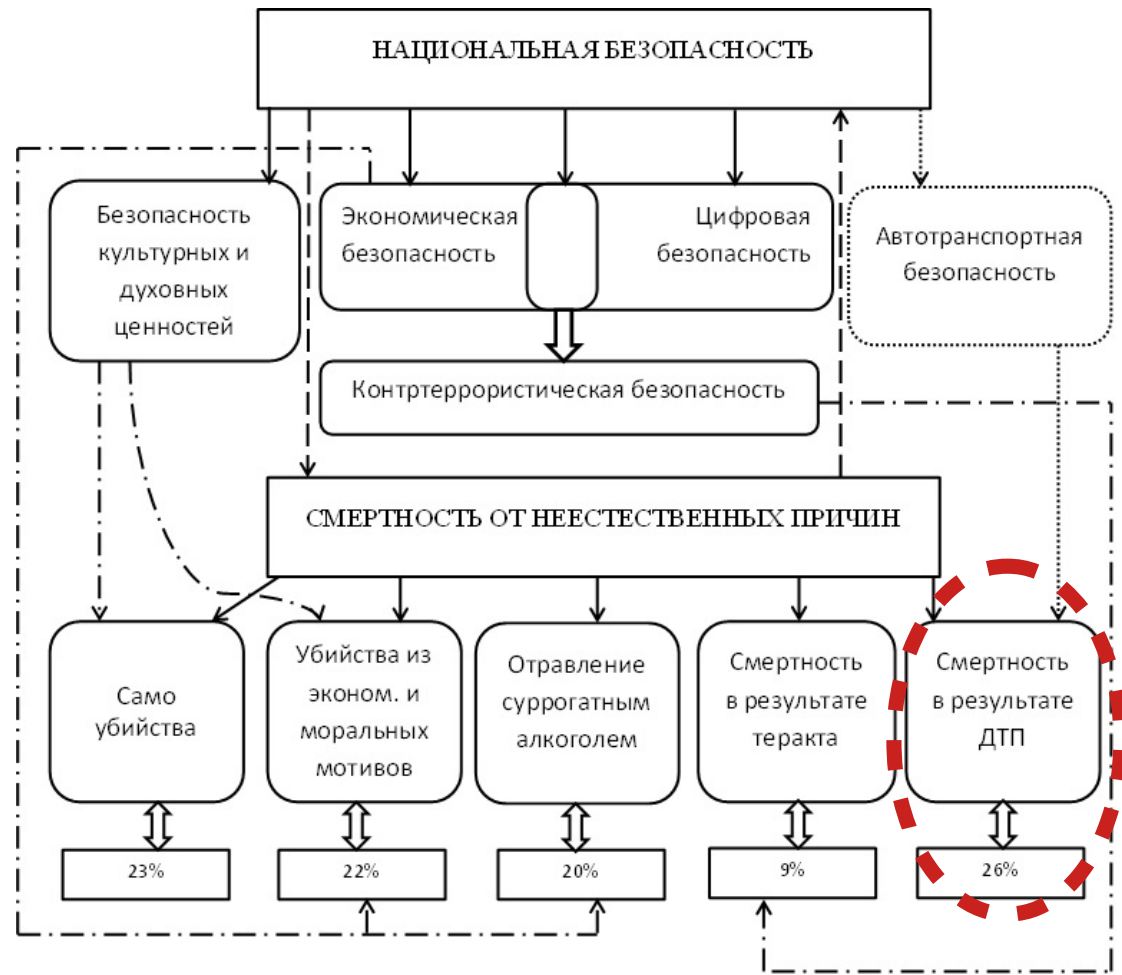 НАЦИОНАЛЬНАЯ БЕЗОПАСНОСТЬ
Безопасность
культурных и
духовных
ценностей
Экономическая
безопасность
Цифровая
безопасность
Автотранспортная
безопасность
Контртеррористическая безопасность
СМЕРТНОСТЬ ОТ НЕЕСТЕСТВЕННЫХ ПРИЧИН
Само
убийства
Убийства из
эконом. и
моральных
мотивов
Отравление
суррогатным
алкоголем
Смертность
в результате
теракта
Смертность
в результате
ДТП
23%
22%
20%
9%
26%